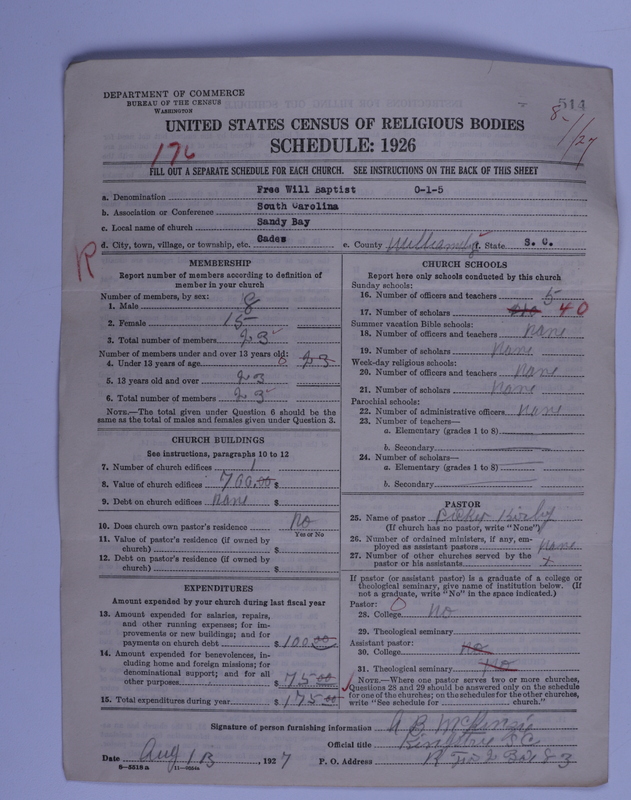 DEPARTMENT OF COMMERCE
BUREAU OF THE CENSUS
WASHINGTON
514
8-1/27
UNITED STATES CENSUS OF RELIGIOUS BODIES
SCHEDULE: 1926
176
FILL OUT A SEPARATE SCHEDULE FOR EACH CHURCH. SEE INSTRUCTIONS ON THE BACK OF THIS SHEET
a. Denomination Free Will Baptist 0-1-5
b. Association or Conference South Carolina
c. Local name of church Sandy Bay
d. City, town, village, or township, etc. Cades e. County Williamsbg f. State S. C.
R
MEMBERSHIP
Report number of members according to definition of
member in your church
Number of members, by sex:
1. Male 8
2. Female 15
3. Total number of members 23
Number of members under and over 13 years old:
4. Under 13 years of age 0 23
5. 13 years old and over 23
6. Total number of members 23
NOTE.—The total given under Question 6 should be the
same as the total of males and females given under Question 3.
CHURCH BUILDINGS
See instructions, paragraphs 10 to 12
7. Number of church edifices 1
8. Value of church edifices 700.00 $
9. Debt on church edifices none $
10. Does church own pastor's residence No
Yes or No
11. Value of pastor's residence (if owned by
church) $
12. Debt on pastor's residence (if owned by
church) $
EXPENDITURES
Amount expended by your church during last fiscal year
13. Amount expended for salaries, repairs,
and other running expenses; for im-
provements or new buildings; and for
payments on church debt $ 100.00
14. Amount expended for benevolences, in-
cluding home and foreign missions; for
denominational support; and for all
other purposes $ 75.00
15. Total expenditures during year $ 175.00
CHURCH SCHOOLS
Report here only schools conducted by this church
Sunday schools:
16. Number of officers and teachers 5
17. Number of scholars 40
Summer vacation Bible schools:
18. Number of officers and teachers none
19. Number of scholars none
Week-day religious schools:
20. Number of officers and teachers none
21. Number of scholars none
Parochial schools:
22. Number of administrative officers none
23. Number of teachers—
a. Elementary (grades 1 to 8)
b. Secondary
24. Number of scholars—
a. Elementary (grades 1 to 8)
b. Secondary
PASTOR
25. Name of pastor
(If church has no pastor, write "None")
26. Number of ordained ministers, if any, em-
ployed as assistant pastors none
27. Number of other churches served by the
pastor or his assistants
If pastor (or assistant pastor) is a graduate of a college or
theological seminary, give name of institution below. (If
not a graduate, write "No" in the space indicated.)
Pastor: 0
28. College No
29. Theological seminary
Assistant pastor:
30. College no
31. Theological seminary No
NOTE.—Where one pastor serves two or more churches,
Questions 28 and 29 should be answered only on the schedule
for one of the churches; on the schedules for the other churches,
write "See schedule for church."
Signature of person furnishing information A B McKenzie
Official title Kingstree S C
Date Aug 13 1927 P. O. Address
8—5518a